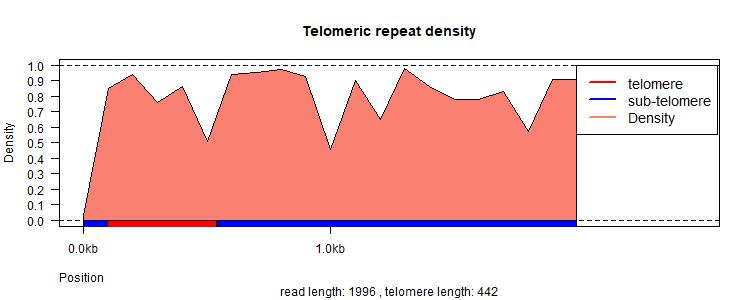 Telomeric repeat density
1.0
0.9
0.8
0.7
0.6
0.5
0.4
0.3
0.2
0.1
0.0
Density
telomere
sub-telomere
Density
0.0kb
1.0kb
Position
read length: 1996 , telomere length: 442